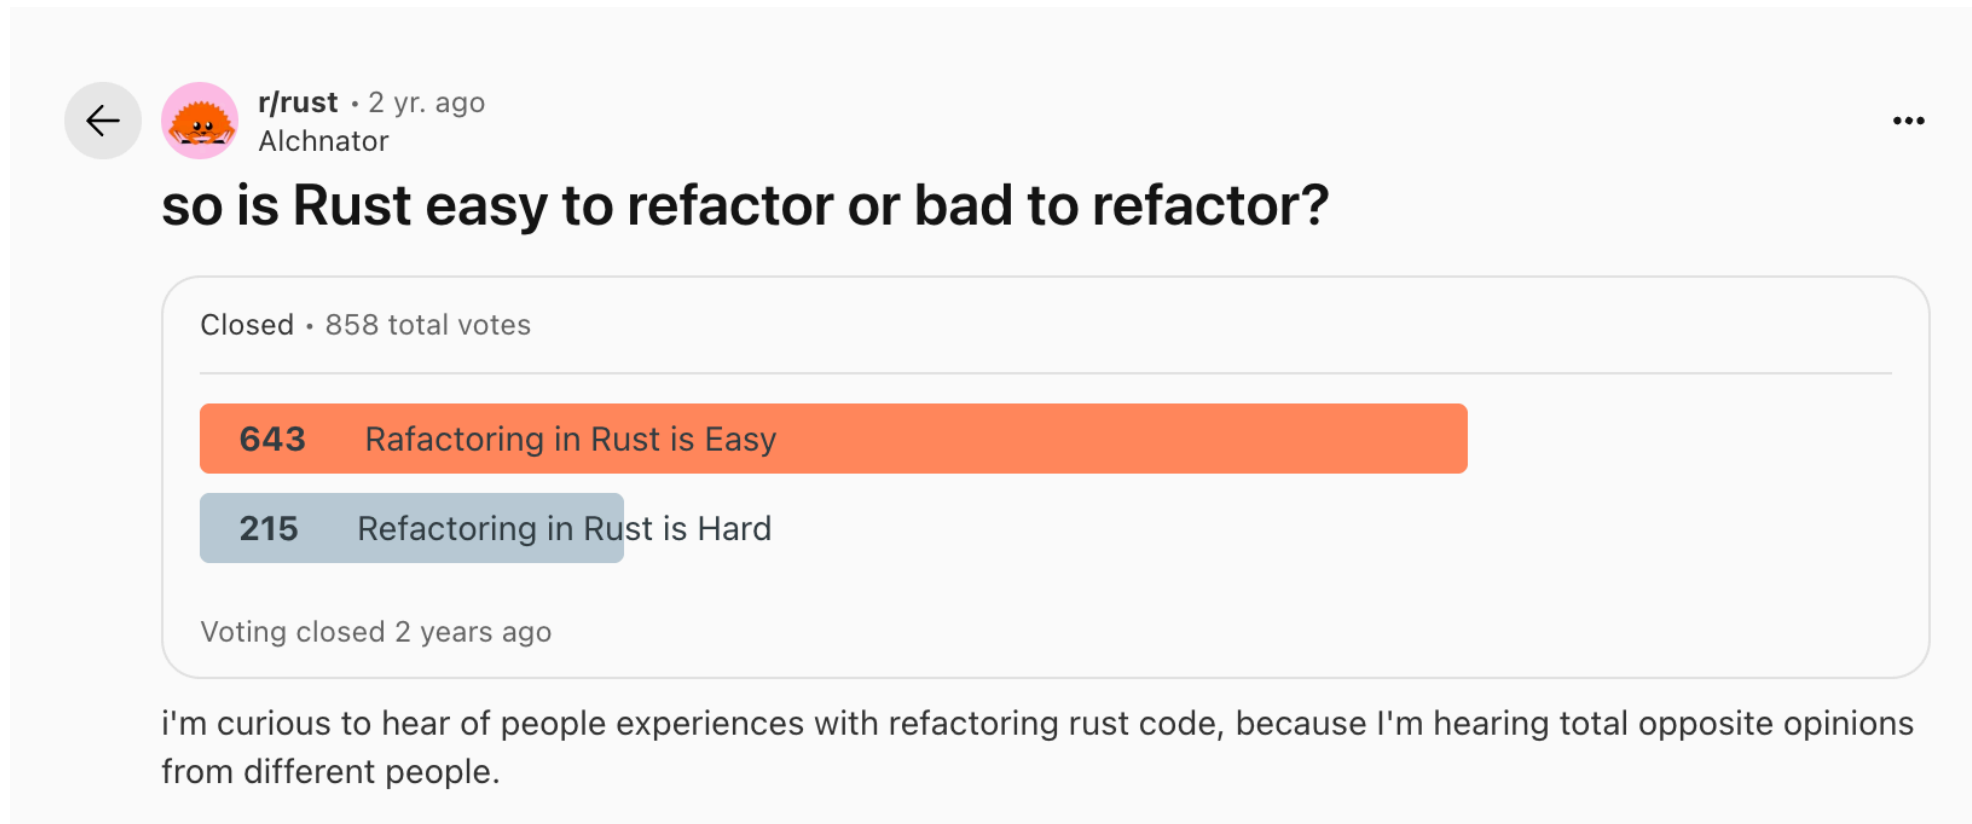 r/rust • 2 yr. ago
Alchnator
so is Rust easy to refactor or bad to refactor?
Closed • 858 total votes
643 Rafactoring in Rust is Easy
215 Refactoring in Rust is Hard
Voting closed 2 years ago
i'm curious to hear of people experiences with refactoring rust code, because I'm hearing total opposite opinions
from different people.